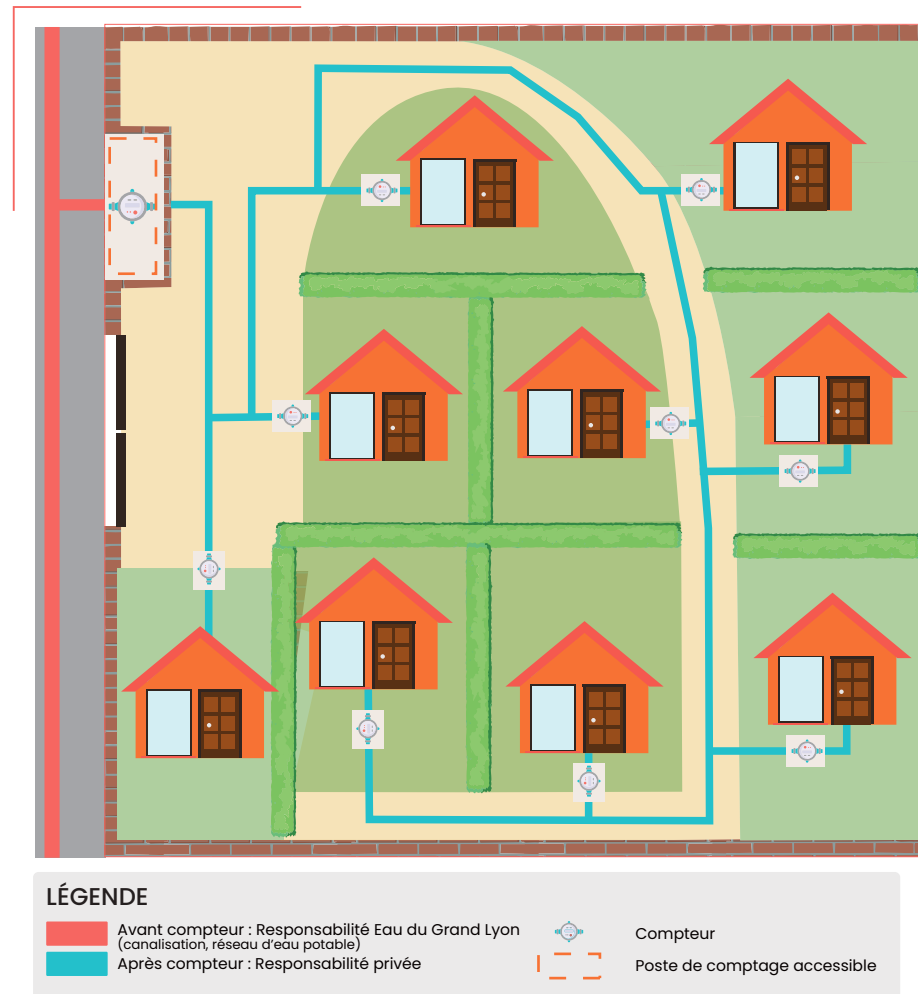 LÉGENDE
Avant compteur : Responsabilité Eau du Grand Lyon
(canalisation, réseau d’eau potable)
Après compteur : Responsabilité privée
Compteur
Poste de comptage accessible